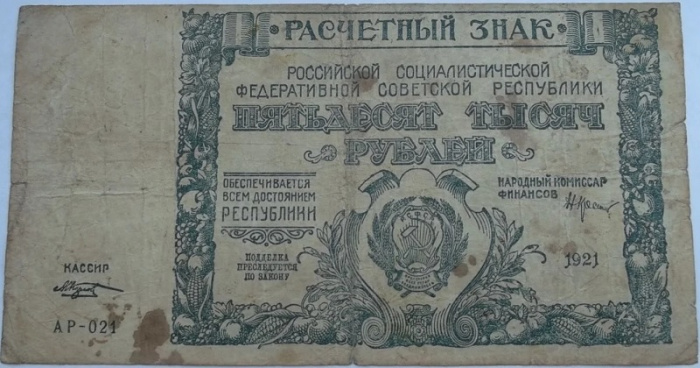 РАСЧЕТНЫЙ ЗНАК
РОССИЙСКОЙ СОЦИАЛИСТИЧЕСКОЙ
ФЕДЕРАТИВНОЙ СОВЕТСКОЙ РЕСПУБЛИКИ
ПЯТЬДЕСЯТ ТЫСЯЧ
РУБЛЕЙ
ОБЕСПЕЧИВАЕТСЯ
ВСЕМ ДОСТОЯНИЕМ
РЕСПУБЛИКИ
НАРОДНЫЙ КОМИССАР
ФИНАНСОВ
ПОДДЕЛКА
ПРЕСЛЕДУЕТСЯ
ПО ЗАКОНУ
1921
КАССИР
АР-021